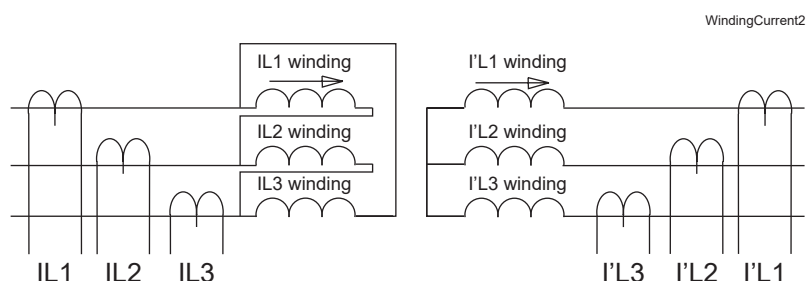 WindingCurrent2
IL1 winding
I'L1 winding
IL2 winding
I'L2 winding
IL3 winding
I'L3 winding
IL1 IL2 IL3 I'L3 I'L2 I'L1